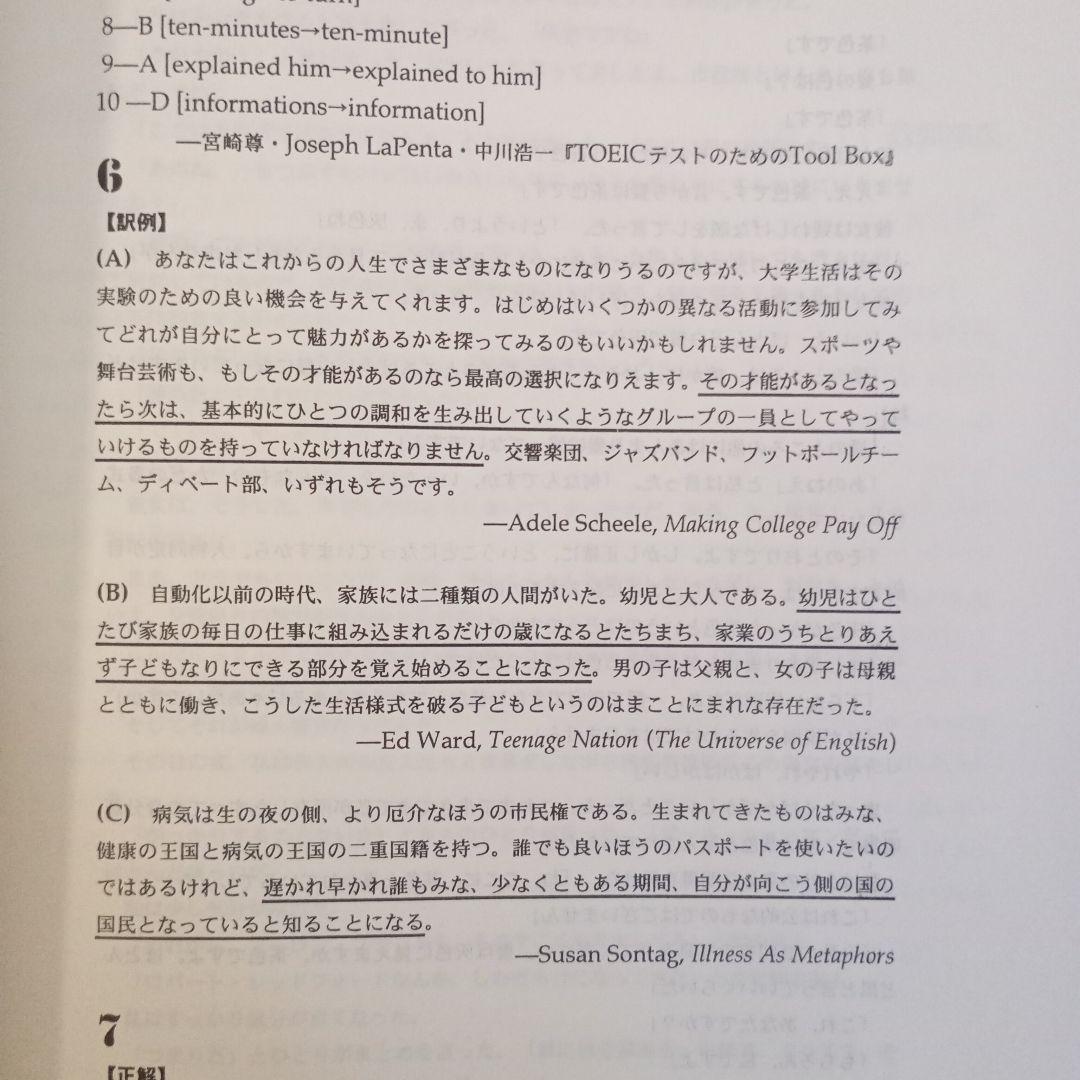 8—B [ten-minutes→ten-minute]
9—A [explained him→explained to him]
10 —D [informations→information]
—宮崎尊・Joseph LaPenta・中川浩一『TOEICテストのためのTool Box』
6
【訳例】
(A) あなたはこれからの人生でさまざまなものになりうるのですが、大学生活はその
実験のための良い機会を与えてくれます。はじめはいくつかの異なる活動に参加してみ
てどれが自分にとって魅力があるかを探ってみるのもいいかもしれません。スポーツや
舞台芸術も、もしその才能があるのなら最高の選択になりえます。その才能があるとなっ
たら次は、基本的にひとつの調和を生み出していくようなグループの一員としてやって
いけるものを持っていなければなりません。交響楽団、ジャズバンド、フットボールチー
ム、ディベート部、いずれもそうです。
—Adele Scheele, Making College Pay Off
(B) 自動化以前の時代、家族には二種類の人間がいた。幼児と大人である。幼児はひと
たび家族の毎日の仕事に組み込まれるだけの歳になるとたちまち、家業のうちとりあえ
ず子どもなりにできる部分を覚え始めることになった。男の子は父親と、女の子は母親
とともに働き、こうした生活様式を破る子どもというのはまことにまれな存在だった。
—Ed Ward, Teenage Nation (The Universe of English)
(C) 病気は生の夜の側、より厄介なほうの市民権である。生まれてきたものはみな、
健康の王国と病気の王国の二重国籍を持つ。誰でも良いほうのパスポートを使いたいの
ではあるけれど、遅かれ早かれ誰もみな、少なくともある期間、自分が向こう側の国の
国民となっていると知ることになる。
—Susan Sontag, Illness As Metaphors
7
【正解】